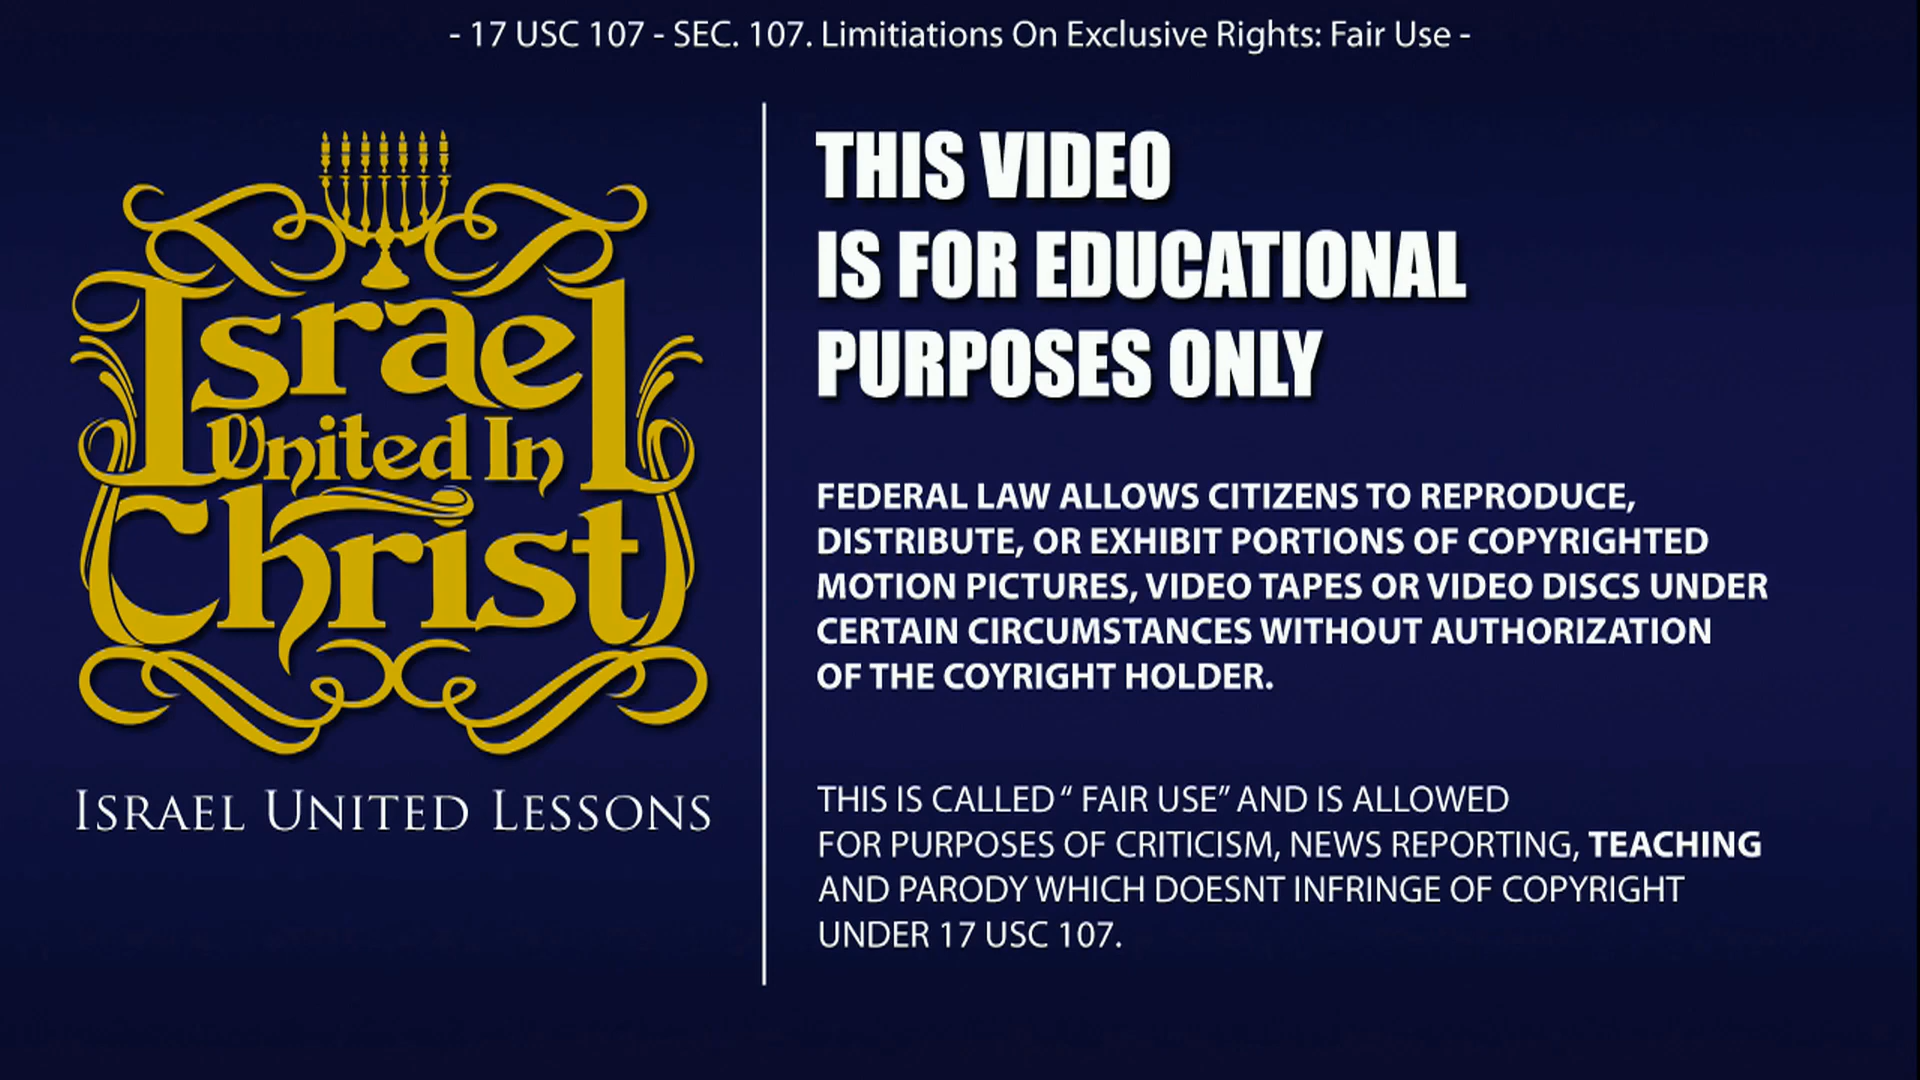 - 17 USC 107 - SEC. 107. Limitiations On Exclusive Rights: Fair Use -
Israel
United In
Christ
ISRAEL UNITED LESSONS
THIS VIDEO
IS FOR EDUCATIONAL
PURPOSES ONLY
FEDERAL LAW ALLOWS CITIZENS TO REPRODUCE,
DISTRIBUTE, OR EXHIBIT PORTIONS OF COPYRIGHTED
MOTION PICTURES, VIDEO TAPES OR VIDEO DISCS UNDER
CERTAIN CIRCUMSTANCES WITHOUT AUTHORIZATION
OF THE COYRIGHT HOLDER.
THIS IS CALLED “ FAIR USE” AND IS ALLOWED
FOR PURPOSES OF CRITICISM, NEWS REPORTING, TEACHING
AND PARODY WHICH DOESNT INFRINGE OF COPYRIGHT
UNDER 17 USC 107.